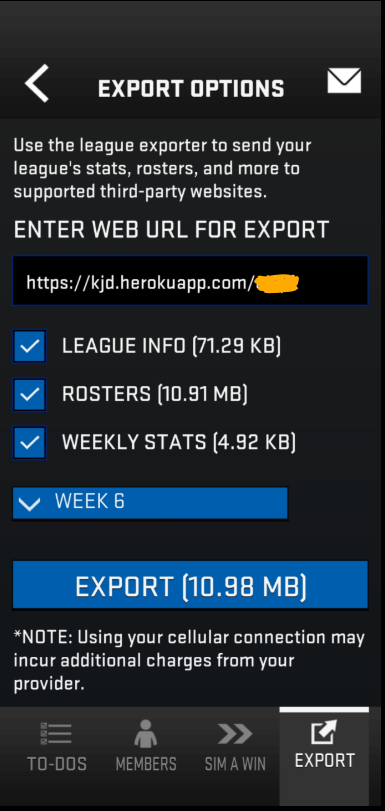 EXPORT OPTIONS
Use the league exporter to send your
league's stats, rosters, and more to
supported third-party websites.
ENTER WEB URL FOR EXPORT
https://kjd.herokuapp.com/
LEAGUE INFO (71.29 KB)
ROSTERS (10.91 MB)
WEEKLY STATS (4.92 KB)
WEEK 6
EXPORT (10.98 MB)
*NOTE: Using your cellular connection may
incur additional charges from your
provider.
TO-DOS MEMBERS SIM A WIN EXPORT